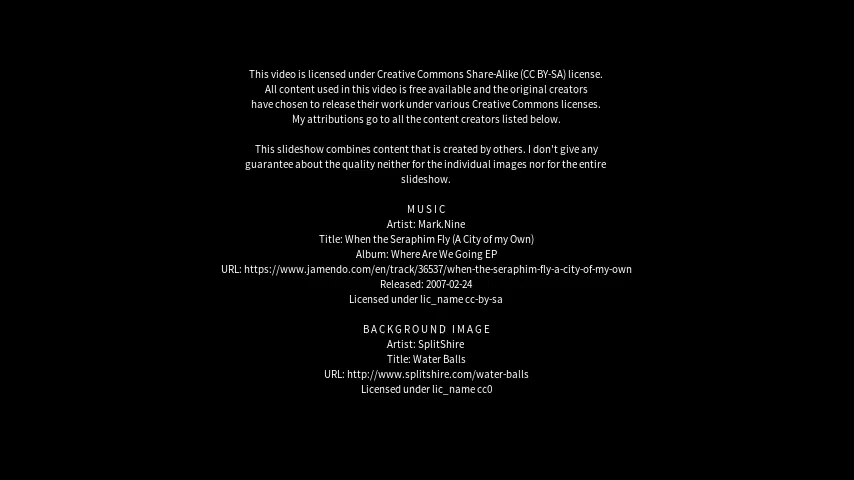 This video is licensed under Creative Commons Share-Alike (CC BY-SA) license.
All content used in this video is free available and the original creators
have chosen to release their work under various Creative Commons licenses.
My attributions go to all the content creators listed below.
This slideshow combines content that is created by others. I don't give any
guarantee about the quality neither for the individual images nor for the entire
slideshow.
MUSIC
Artist: Mark.Nine
Title: When the Seraphim Fly (A City of my Own)
Album: Where Are We Going EP
URL: https://www.jamendo.com/en/track/36537/when-the-seraphim-fly-a-city-of-my-own
Released: 2007-02-24
Licensed under lic_name cc-by-sa
BACKGROUND IMAGE
Artist: SplitShire
Title: Water Balls
URL: http://www.splitshire.com/water-balls
Licensed under lic_name cc0